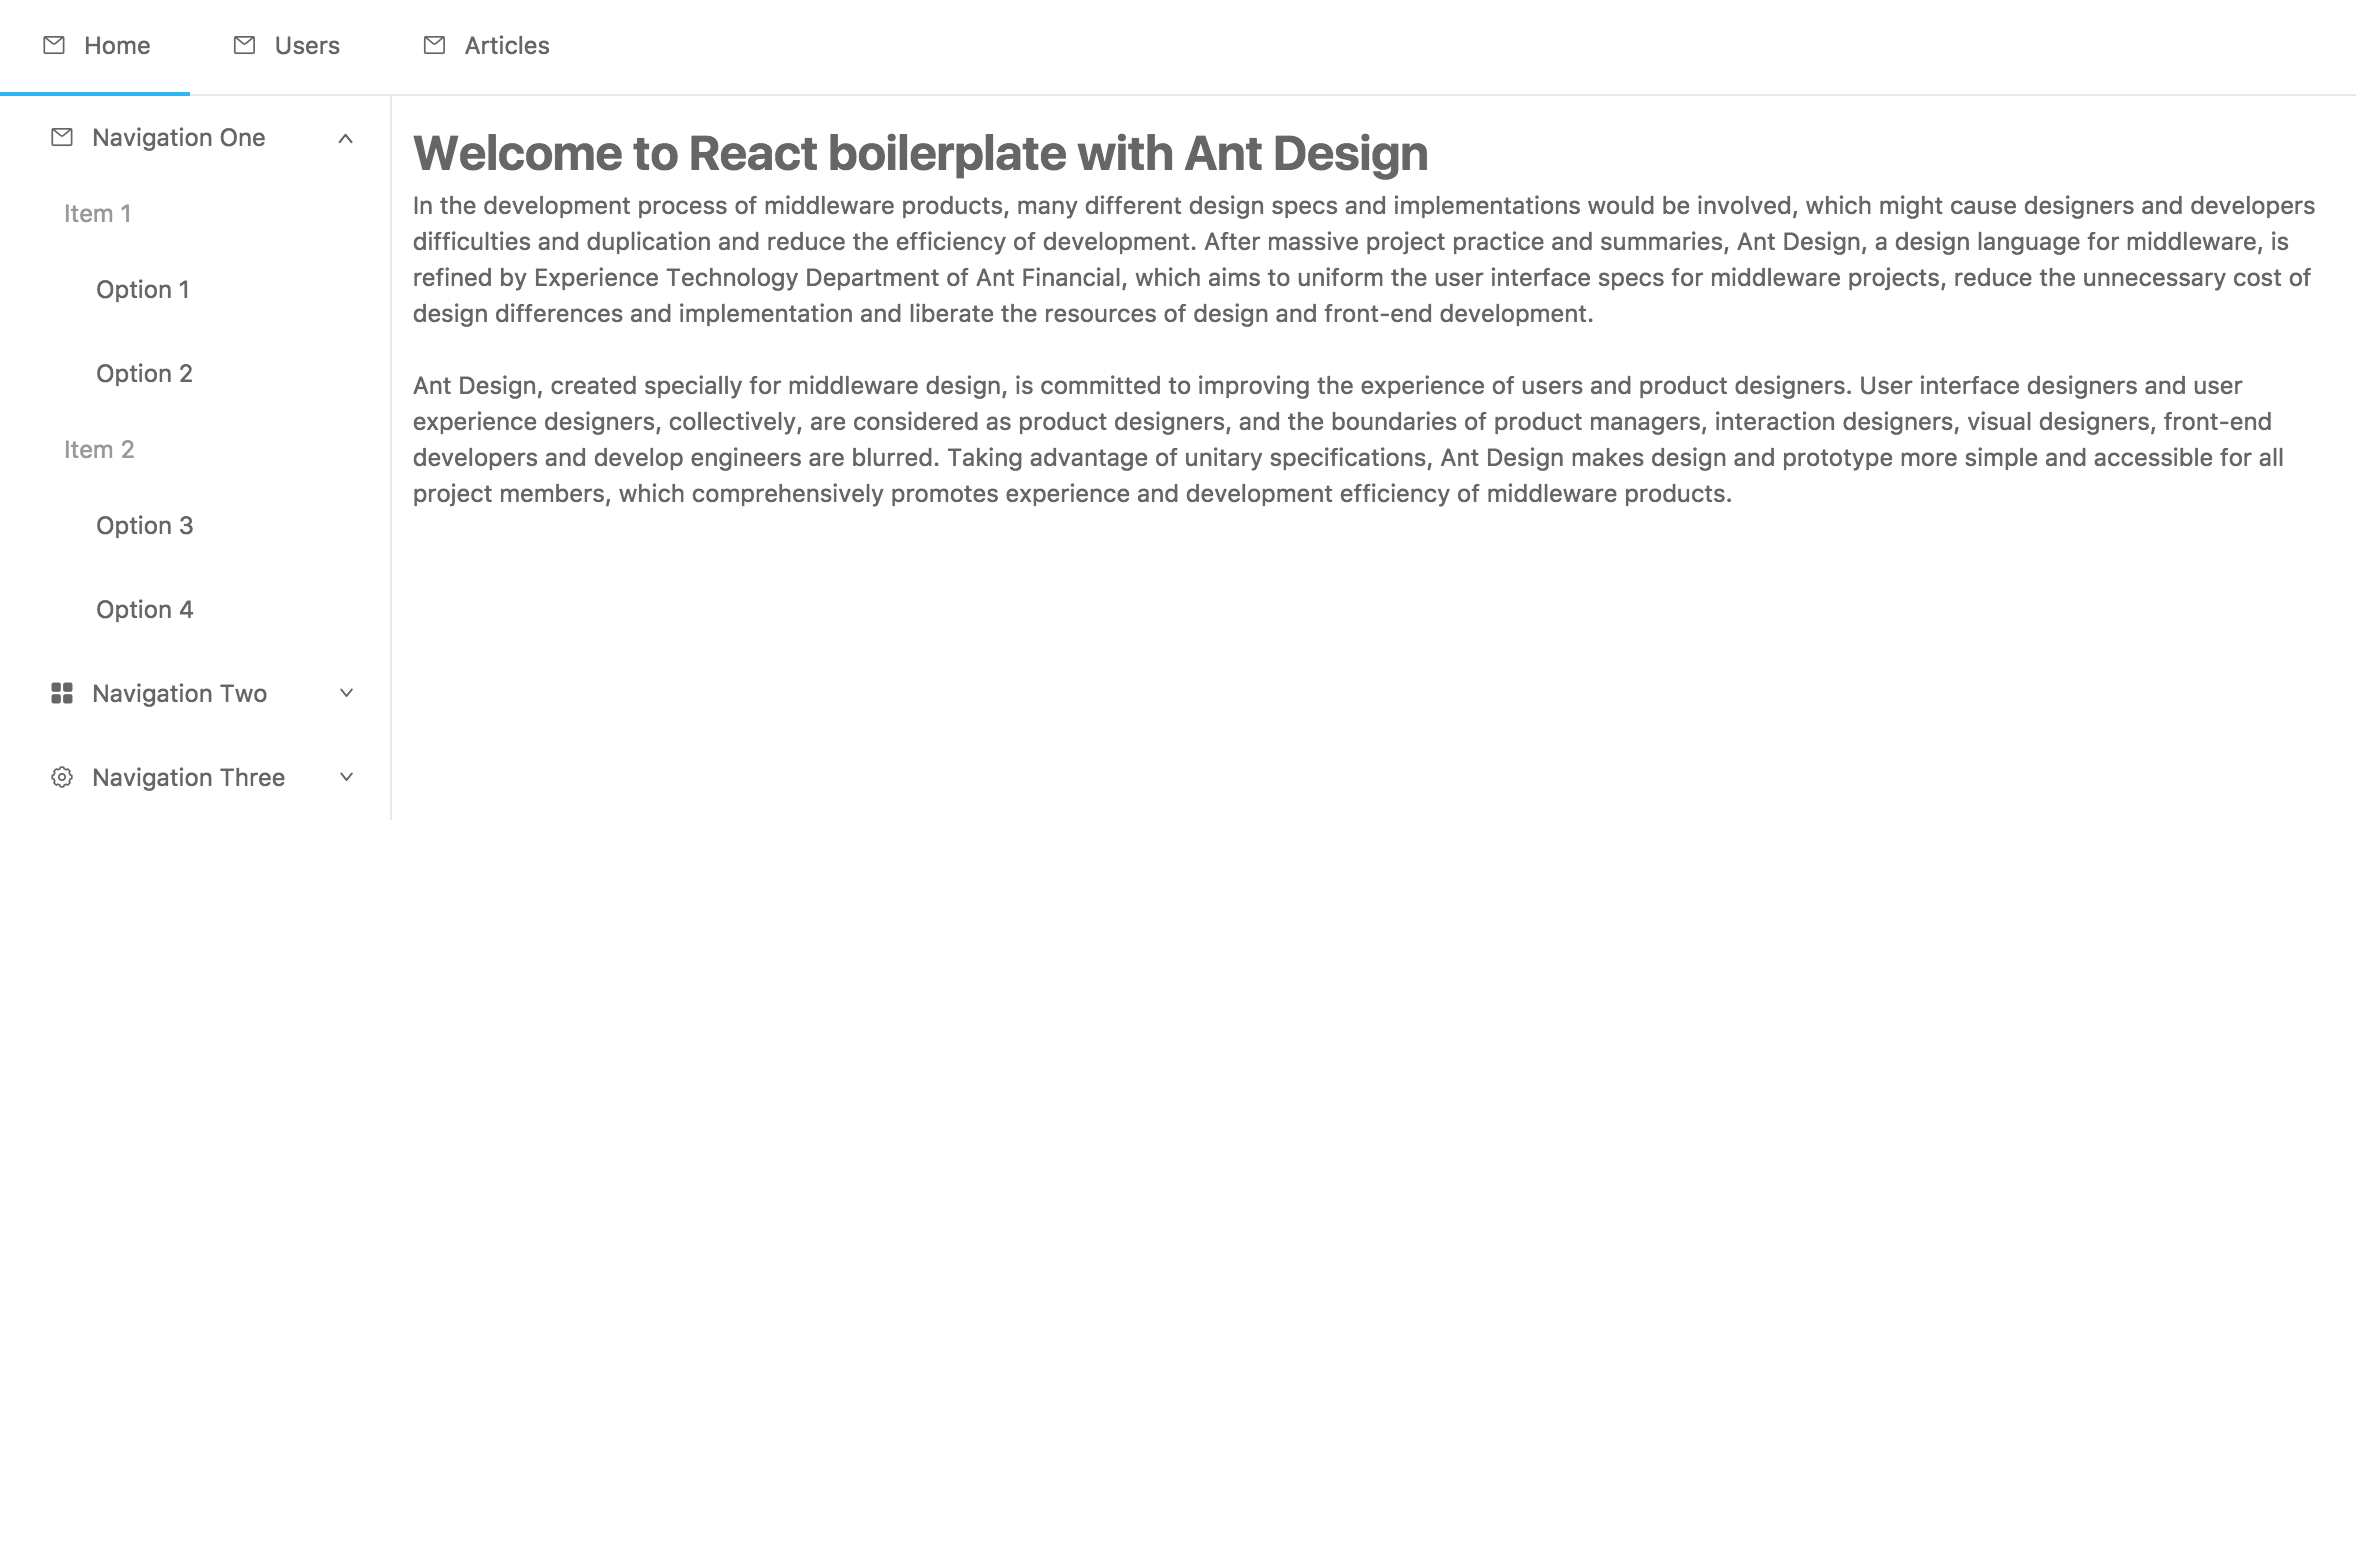 Home
Users
Articles
Navigation One
Item 1
Option 1
Option 2
Item 2
Option 3
Option 4
Navigation Two
Navigation Three
Welcome to React boilerplate with Ant Design
In the development process of middleware products, many different design specs and implementations would be involved, which might cause designers and developers
difficulties and duplication and reduce the efficiency of development. After massive project practice and summaries, Ant Design, a design language for middleware, is
refined by Experience Technology Department of Ant Financial, which aims to uniform the user interface specs for middleware projects, reduce the unnecessary cost of
design differences and implementation and liberate the resources of design and front-end development.
Ant Design, created specially for middleware design, is committed to improving the experience of users and product designers. User interface designers and user
experience designers, collectively, are considered as product designers, and the boundaries of product managers, interaction designers, visual designers, front-end
developers and develop engineers are blurred. Taking advantage of unitary specifications, Ant Design makes design and prototype more simple and accessible for all
project members, which comprehensively promotes experience and development efficiency of middleware products.